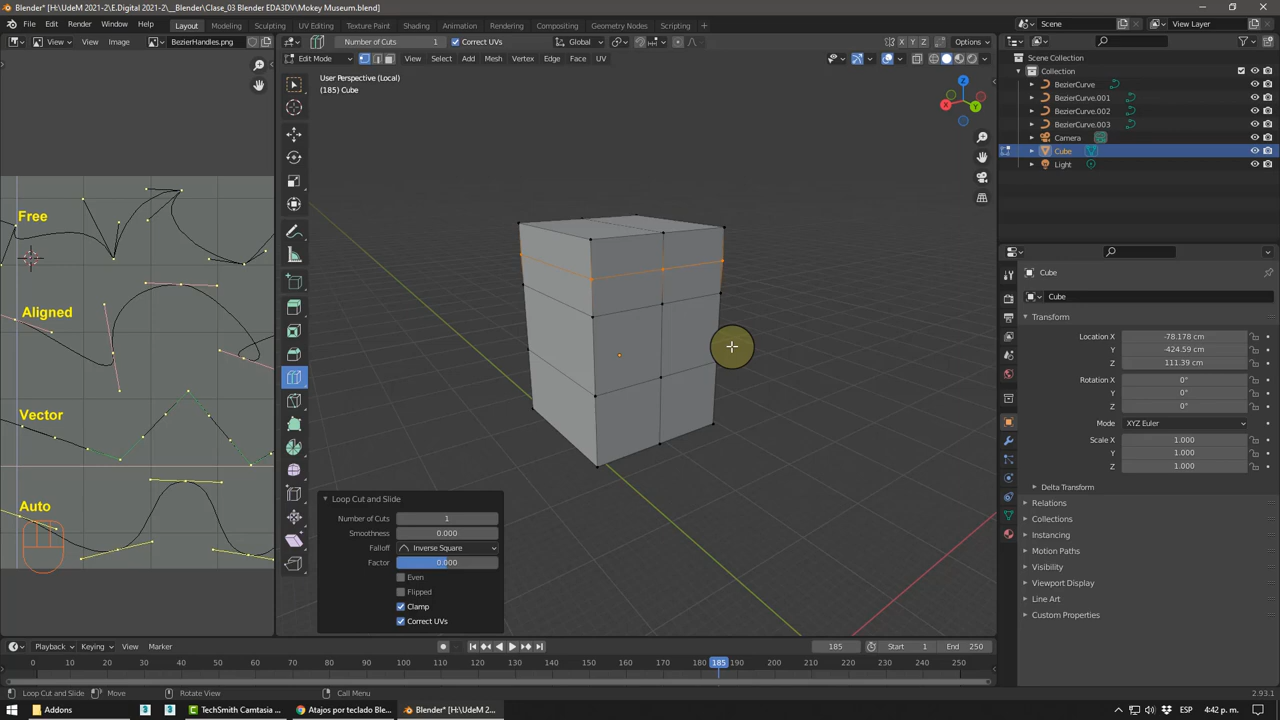 Blender* [H:\UdeM 2021-2\E.Digital 2021-2\__Blender\Clase_03 Blender EDA3DV\Mokey Museum.blend]
File Edit Render Window Help Layout Modeling Sculpting UV Editing Texture Paint Shading Animation Rendering Compositing Geometry Nodes Scripting + Scene View Layer
View View Image BezierHandles.png Number of Cuts 1 Correct UVs Global X Y Z Options
Edit Mode View Select Add Mesh Vertex Edge Face UV
User Perspective (Local)
(185) Cube
Scene Collection
Collection
BezierCurve
BezierCurve.001
BezierCurve.002
BezierCurve.003
Camera
Cube
Light
Z
X
Y
Free
Aligned
Vector
Auto
Loop Cut and Slide
Number of Cuts 1
Smoothness 0.000
Falloff Inverse Square
Factor 0.000
Even
Flipped
Clamp
Correct UVs
Cube
Cube
Transform
Location X -78.178 cm
Y -424.59 cm
Z 111.39 cm
Rotation X 0°
Y 0°
Z 0°
Mode XYZ Euler
Scale X 1.000
Y 1.000
Z 1.000
Delta Transform
Relations
Collections
Instancing
Motion Paths
Visibility
Viewport Display
Line Art
Custom Properties
Playback Keying View Marker 185 Start 1 End 250
0 10 20 30 40 50 60 70 80 90 100 110 120 130 140 150 160 170 180 185 190 200 210 220 230 240 250
Loop Cut and Slide Move Rotate View Call Menu 2.93.1
Addons 3 3 TechSmith Camtasia ... Atajos por teclado Bl... Blender* [H:\UdeM 2... ESP 4:42 p. m.